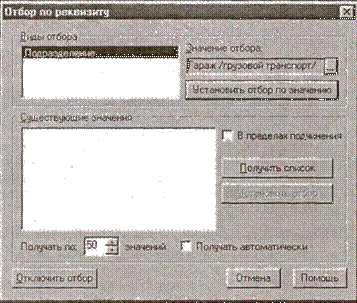 Отбор по реквизиту
Виды отбора
Значение отбора:
Подразделение
араж /грузовой транспорт/ ...
Установить отбор по значению
Существующие значения
В пределах подчинения
Получить список
Установить отбор
Получать по: 50 значений
Получать автоматически
Отключить отбор
Отмена
Помощь